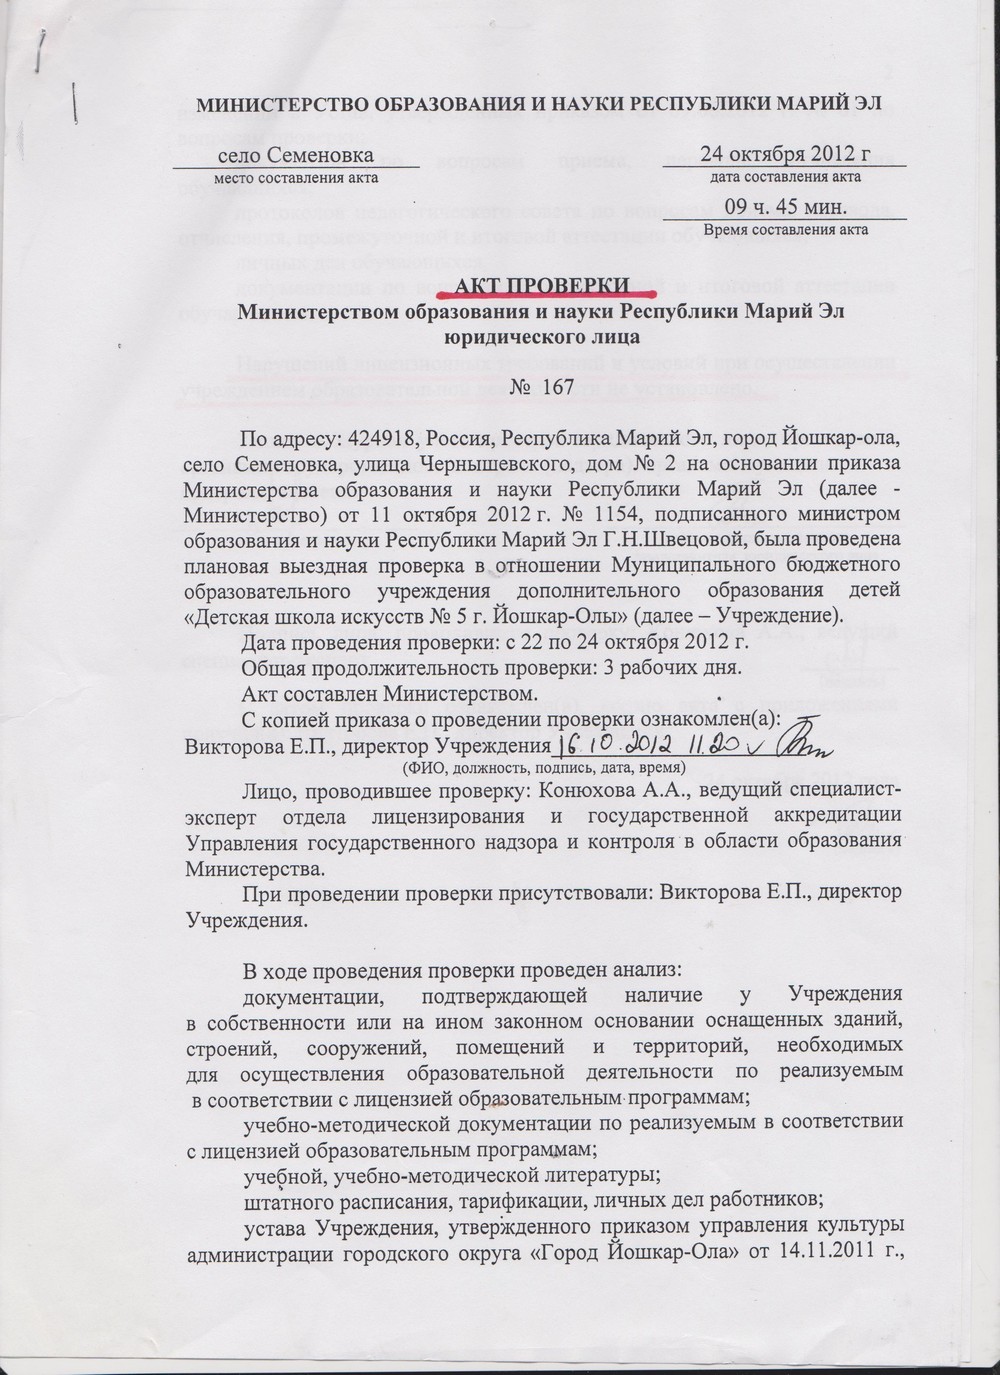 МИНИСТЕРСТВО ОБРАЗОВАНИЯ И НАУКИ РЕСПУБЛИКИ МАРИЙ ЭЛ
село Семеновка
место составления акта
24 октября 2012 г
дата составления акта
09 ч. 45 мин.
Время составления акта
АКТ ПРОВЕРКИ
Министерством образования и науки Республики Марий Эл
юридического лица
№ 167
По адресу: 424918, Россия, Республика Марий Эл, город Йошкар-ола,
село Семеновка, улица Чернышевского, дом № 2 на основании приказа
Министерства образования и науки Республики Марий Эл (далее -
Министерство) от 11 октября 2012 г. № 1154, подписанного министром
образования и науки Республики Марий Эл Г.Н.Швецовой, была проведена
плановая выездная проверка в отношении Муниципального бюджетного
образовательного учреждения дополнительного образования детей
«Детская школа искусств № 5 г. Йошкар-Олы» (далее – Учреждение).
Дата проведения проверки: с 22 по 24 октября 2012 г.
Общая продолжительность проверки: 3 рабочих дня.
Акт составлен Министерством.
С копией приказа о проведении проверки ознакомлен(а):
Викторова Е.П., директор Учреждения 16.10.2012 11.20
(ФИО, должность, подпись, дата, время)
Лицо, проводившее проверку: Конюхова А.А., ведущий специалист-
эксперт отдела лицензирования и государственной аккредитации
Управления государственного надзора и контроля в области образования
Министерства.
При проведении проверки присутствовали: Викторова Е.П., директор
Учреждения.
В ходе проведения проверки проведен анализ:
документации, подтверждающей наличие у Учреждения
в собственности или на ином законном основании оснащенных зданий,
строений, сооружений, помещений и территорий, необходимых
для осуществления образовательной деятельности по реализуемым
в соответствии с лицензией образовательным программам;
учебно-методической документации по реализуемым в соответствии
с лицензией образовательным программам;
учебной, учебно-методической литературы;
штатного расписания, тарификации, личных дел работников;
устава Учреждения, утвержденного приказом управления культуры
администрации городского округа «Город Йошкар-Ола» от 14.11.2011 г.,